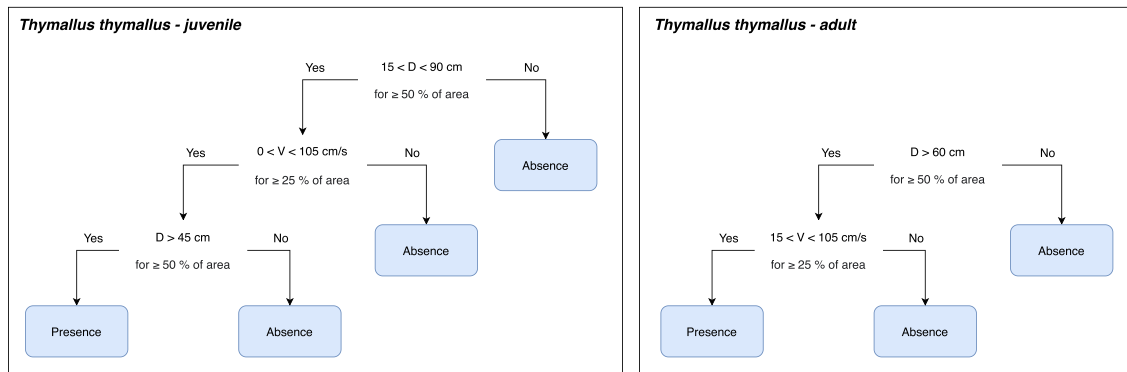 Thymallus thymallus - juvenile
Yes
15 < D < 90 cm
No
for ≥ 50 % of area
Absence
Yes
0 < V < 105 cm/s
No
for ≥ 25 % of area
Absence
Yes
D > 45 cm
No
for ≥ 50 % of area
Presence
Absence
Thymallus thymallus - adult
Yes
D > 60 cm
No
for ≥ 50 % of area
Absence
Yes
15 < V < 105 cm/s
No
for ≥ 25 % of area
Presence
Absence